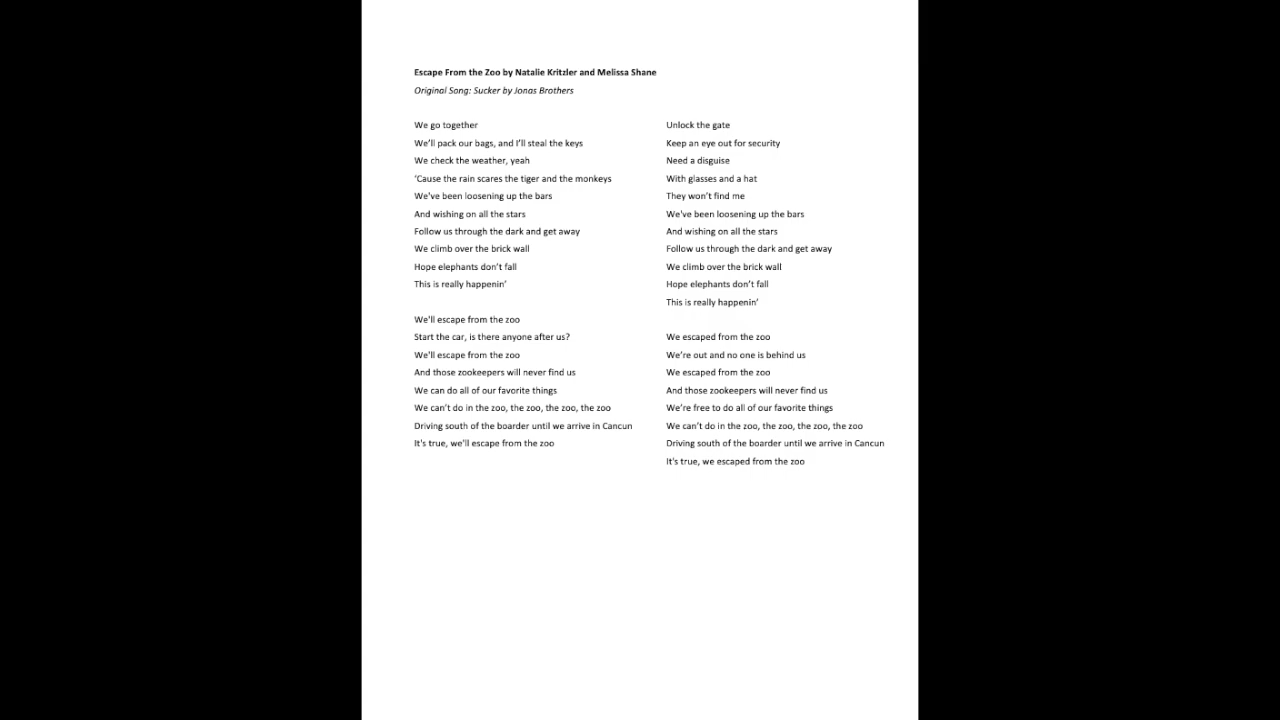 Escape From the Zoo by Natalie Kritzler and Melissa Shane
Original Song: Sucker by Jonas Brothers
We go together
We'll pack our bags, and I'll steal the keys
We check the weather, yeah
'Cause the rain scares the tiger and the monkeys
We've been loosening up the bars
And wishing on all the stars
Follow us through the dark and get away
We climb over the brick wall
Hope elephants don't fall
This is really happenin'
We'll escape from the zoo
Start the car, is there anyone after us?
We'll escape from the zoo
And those zookeepers will never find us
We can do all of our favorite things
We can't do in the zoo, the zoo, the zoo, the zoo
Driving south of the boarder until we arrive in Cancun
It's true, we'll escape from the zoo
Unlock the gate
Keep an eye out for security
Need a disguise
With glasses and a hat
They won't find me
We've been loosening up the bars
And wishing on all the stars
Follow us through the dark and get away
We climb over the brick wall
Hope elephants don't fall
This is really happenin'
We escaped from the zoo
We're out and no one is behind us
We escaped from the zoo
And those zookeepers will never find us
We're free to do all of our favorite things
We can't do in the zoo, the zoo, the zoo, the zoo
Driving south of the boarder until we arrive in Cancun
It's true, we escaped from the zoo